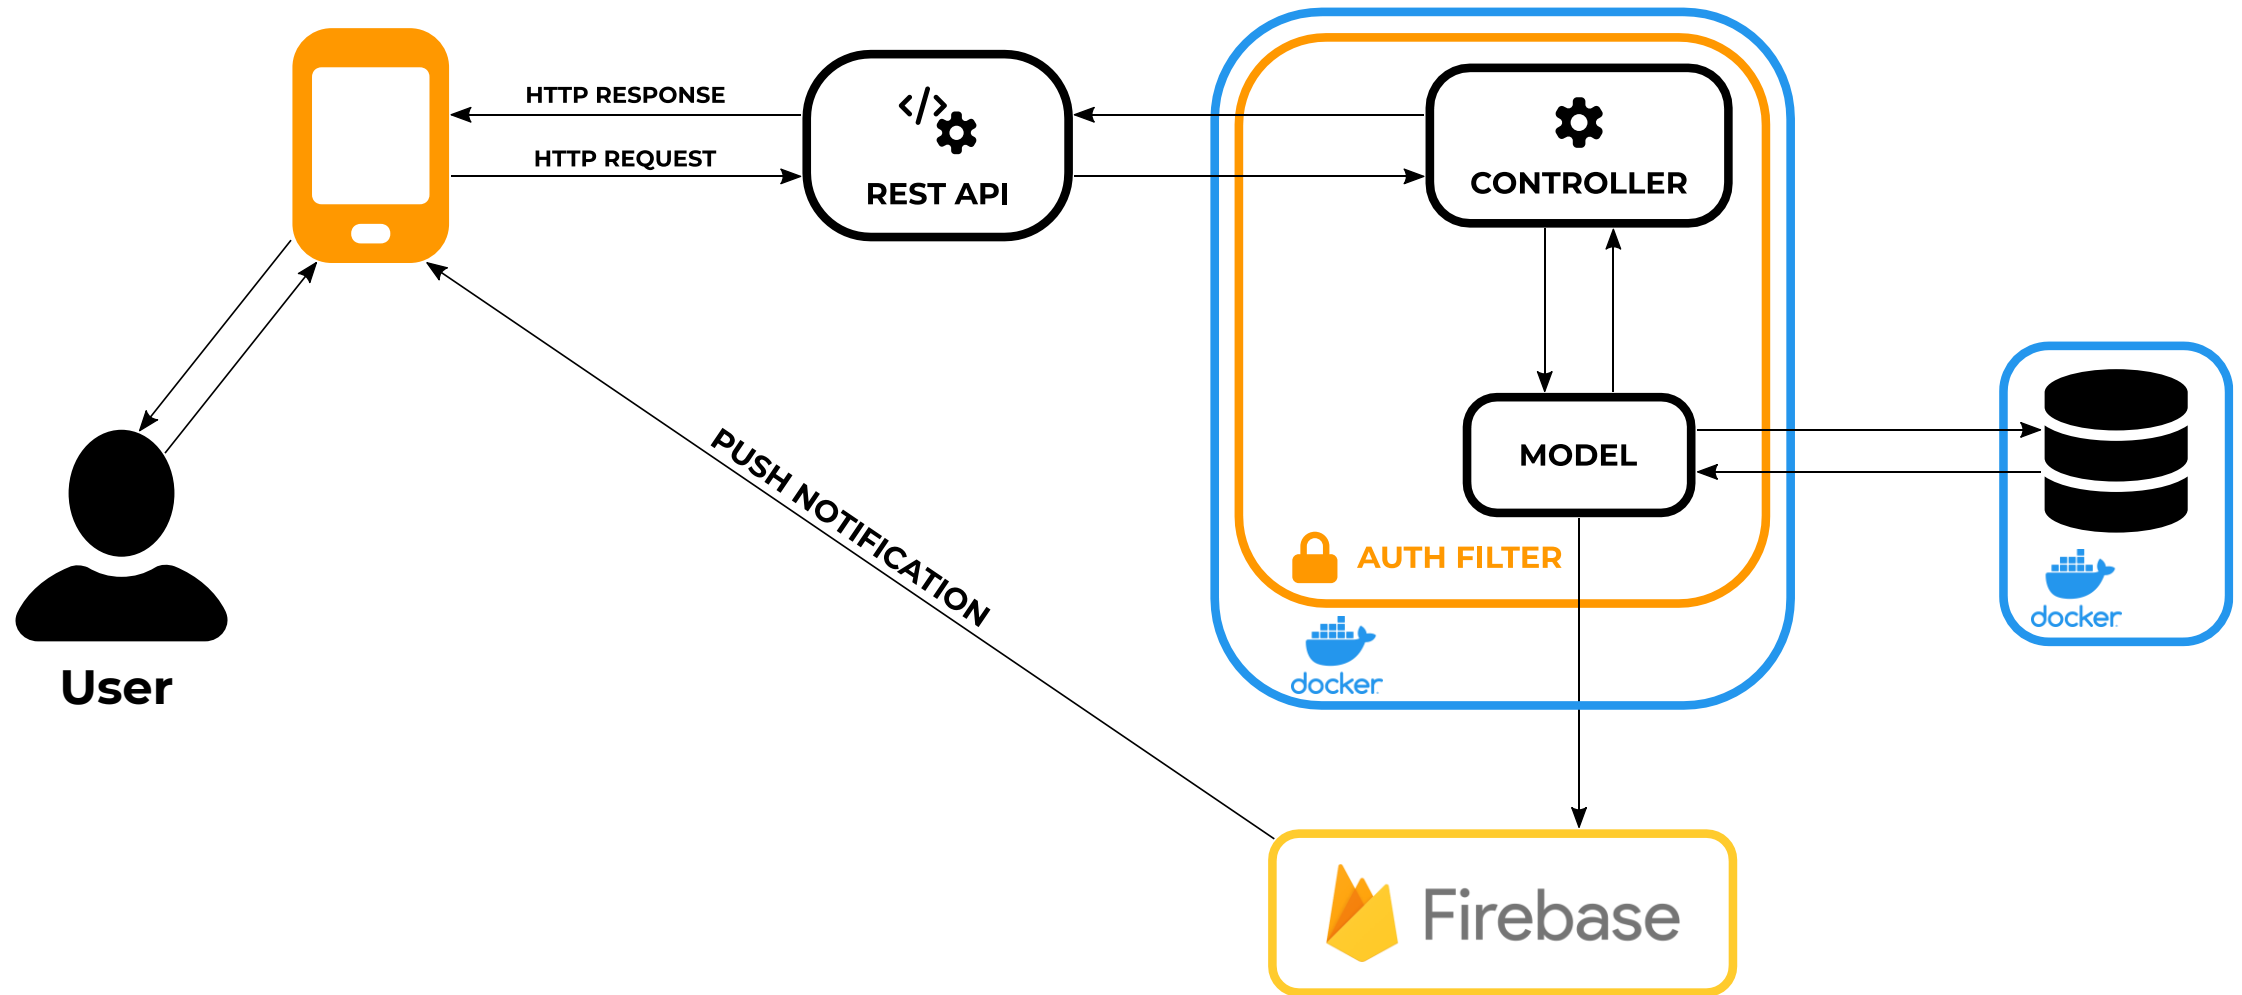 HTTP RESPONSE
HTTP REQUEST
REST API
CONTROLLER
MODEL
AUTH FILTER
docker
docker
PUSH NOTIFICATION
User
Firebase